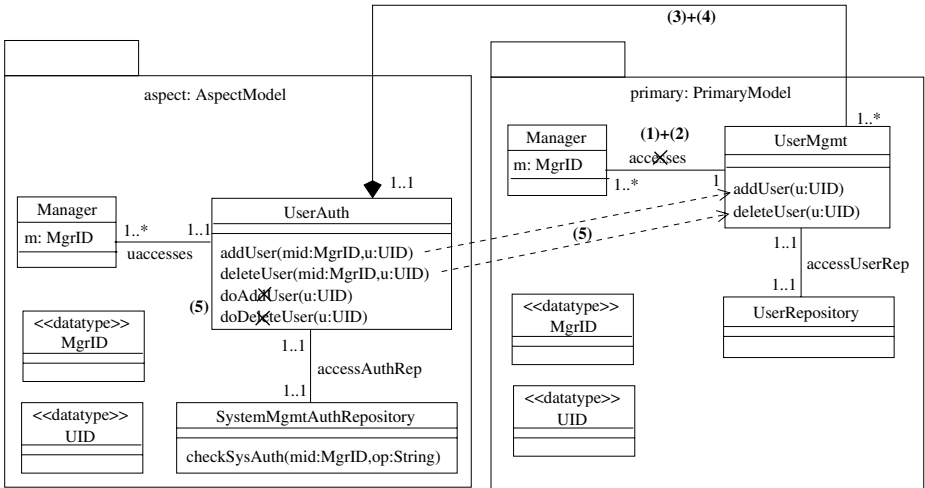 (3)+(4)
aspect: AspectModel
primary: PrimaryModel
1..*
Manager
m: MgrID
(1)+(2)
accesses
1..*
1
UserMgmt
addUser(u:UID)
deleteUser(u:UID)
1..1
Manager
m: MgrID
1..*
1..1
uaccesses
UserAuth
addUser(mid:MgrID,u:UID)
deleteUser(mid:MgrID,u:UID)
doAddUser(u:UID)
doDeleteUser(u:UID)
(5)
(5)
1..1
accessUserRep
1..1
UserRepository
<<datatype>>
MgrID
<<datatype>>
MgrID
1..1
accessAuthRep
1..1
<<datatype>>
UID
SystemMgmtAuthRepository
checkSysAuth(mid:MgrID,op:String)
<<datatype>>
UID